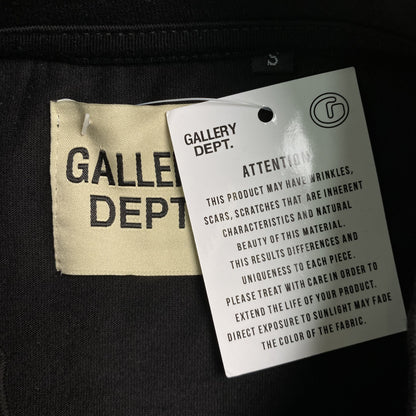 S
GALLERY
DEPT.
GALLERY
DEPT.
G
ATTENTION
THIS PRODUCT MAY HAVE WRINKLES,
SCARS, SCRATCHES THAT ARE INHERENT
CHARACTERISTICS AND NATURAL
BEAUTY OF THIS MATERIAL.
THIS RESULTS DIFFERENCES AND
UNIQUENESS TO EACH PIECE.
PLEASE TREAT WITH CARE IN ORDER TO
EXTEND THE LIFE OF YOUR PRODUCT.
DIRECT EXPOSURE TO SUNLIGHT MAY FADE
THE COLOR OF THE FABRIC.